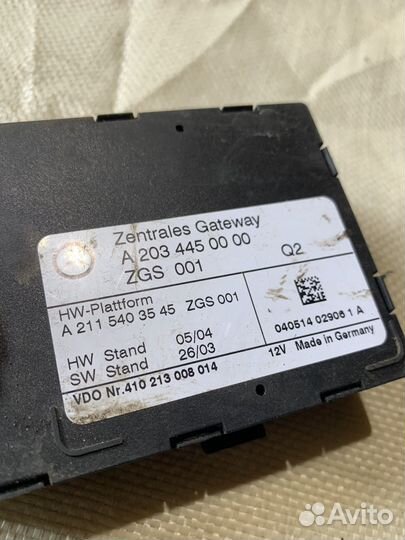 Zentrales Gateway
A 203 445 00 00
ZGS 001
Q2
HW-Plattform
A 211 540 35 45 ZGS 001
HW Stand 05/04
SW Stand 26/03
040514 02906 1 A
VDO Nr.410 213 008 014
12V Made in Germany
Avito